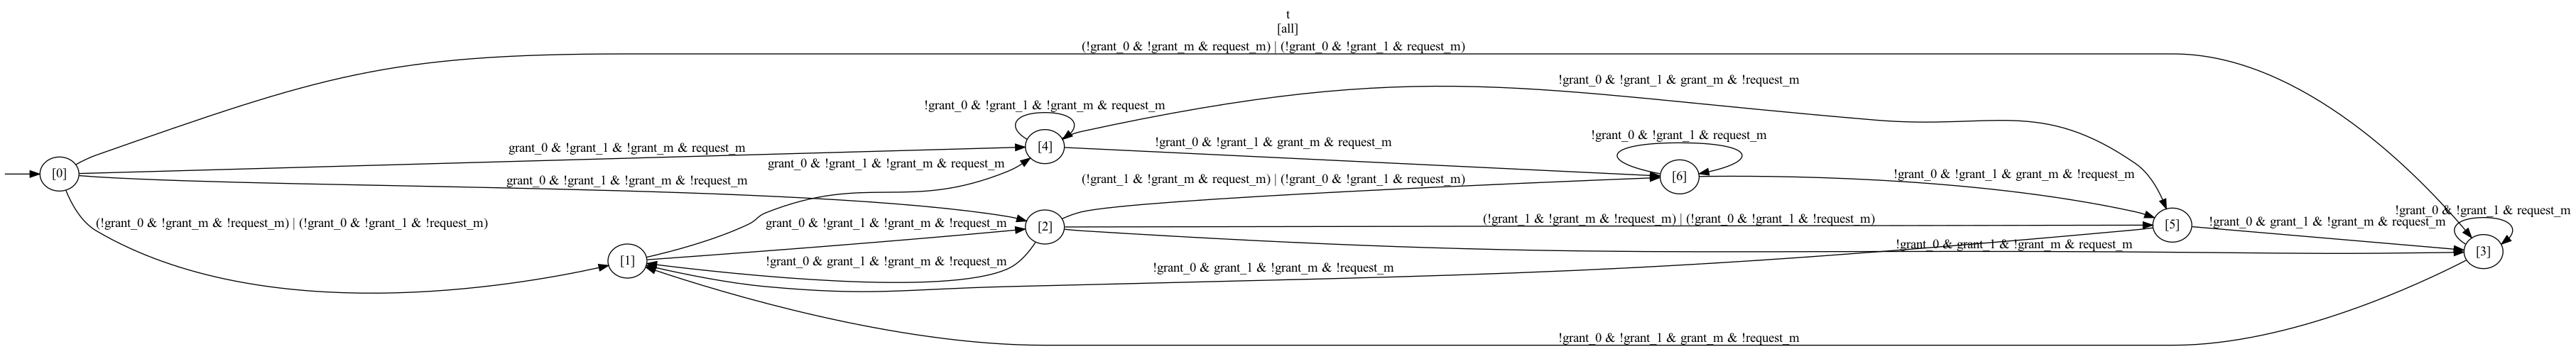 t
[all]
(!grant_0 & !grant_m & request_m) | (!grant_0 & !grant_1 & request_m)
!grant_0 & !grant_1 & grant_m & !request_m
!grant_0 & !grant_1 & !grant_m & request_m
!grant_0 & !grant_1 & request_m
!grant_0 & !grant_1 & grant_m & request_m
[4]
grant_0 & !grant_1 & !grant_m & request_m
grant_0 & !grant_1 & !grant_m & request_m
[0]
[6]
!grant_0 & !grant_1 & grant_m & !request_m
(!grant_1 & !grant_m & request_m) | (!grant_0 & !grant_1 & request_m)
grant_0 & !grant_1 & !grant_m & !request_m
!grant_0 & !grant_1 & request_m
(!grant_0 & !grant_m & !request_m) | (!grant_0 & !grant_1 & !request_m)
grant_0 & !grant_1 & !grant_m & !request_m
[2]
(!grant_1 & !grant_m & !request_m) | (!grant_0 & !grant_1 & !request_m)
[5]
!grant_0 & grant_1 & !grant_m & request_m
!grant_0 & grant_1 & !grant_m & request_m
[3]
[1]
!grant_0 & grant_1 & !grant_m & !request_m
!grant_0 & grant_1 & !grant_m & !request_m
!grant_0 & !grant_1 & grant_m & !request_m